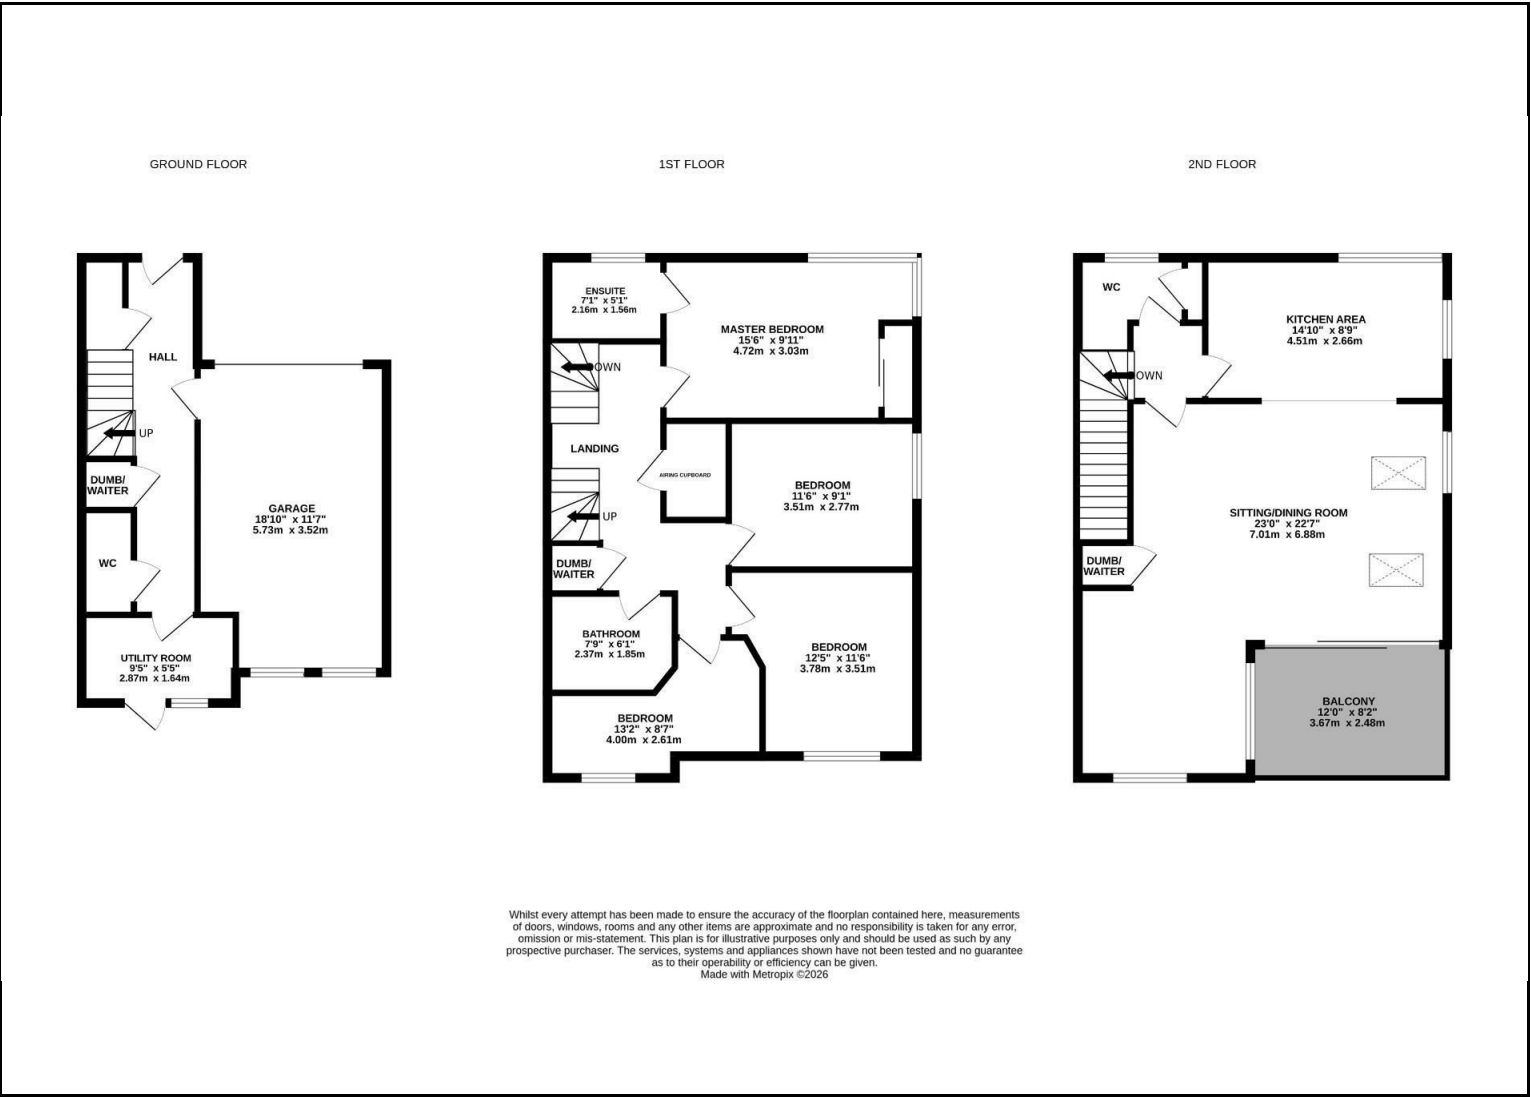 GROUND FLOOR
HALL
UP
DUMB/
WAITER
WC
GARAGE
18'10" x 11'7"
5.73m x 3.52m
UTILITY ROOM
9'5" x 5'5"
2.87m x 1.64m
1ST FLOOR
ENSUITE
7'1" x 5'1"
2.16m x 1.56m
MASTER BEDROOM
15'6" x 9'11"
4.72m x 3.03m
OWN
LANDING
AIRING CUPBOARD
BEDROOM
11'6" x 9'1"
3.51m x 2.77m
UP
DUMB/
WAITER
BATHROOM
7'9" x 6'1"
2.37m x 1.85m
BEDROOM
12'5" x 11'6"
3.78m x 3.51m
BEDROOM
13'2" x 8'7"
4.00m x 2.61m
2ND FLOOR
WC
KITCHEN AREA
14'10" x 8'9"
4.51m x 2.66m
OWN
SITTING/DINING ROOM
23'0" x 22'7"
7.01m x 6.88m
DUMB/
WAITER
BALCONY
12'0" x 8'2"
3.67m x 2.48m
Whilst every attempt has been made to ensure the accuracy of the floorplan contained here, measurements
of doors, windows, rooms and any other items are approximate and no responsibility is taken for any error,
omission or mis-statement. This plan is for illustrative purposes only and should be used as such by any
prospective purchaser. The services, systems and appliances shown have not been tested and no guarantee
as to their operability or efficiency can be given.
Made with Metropix ©2026